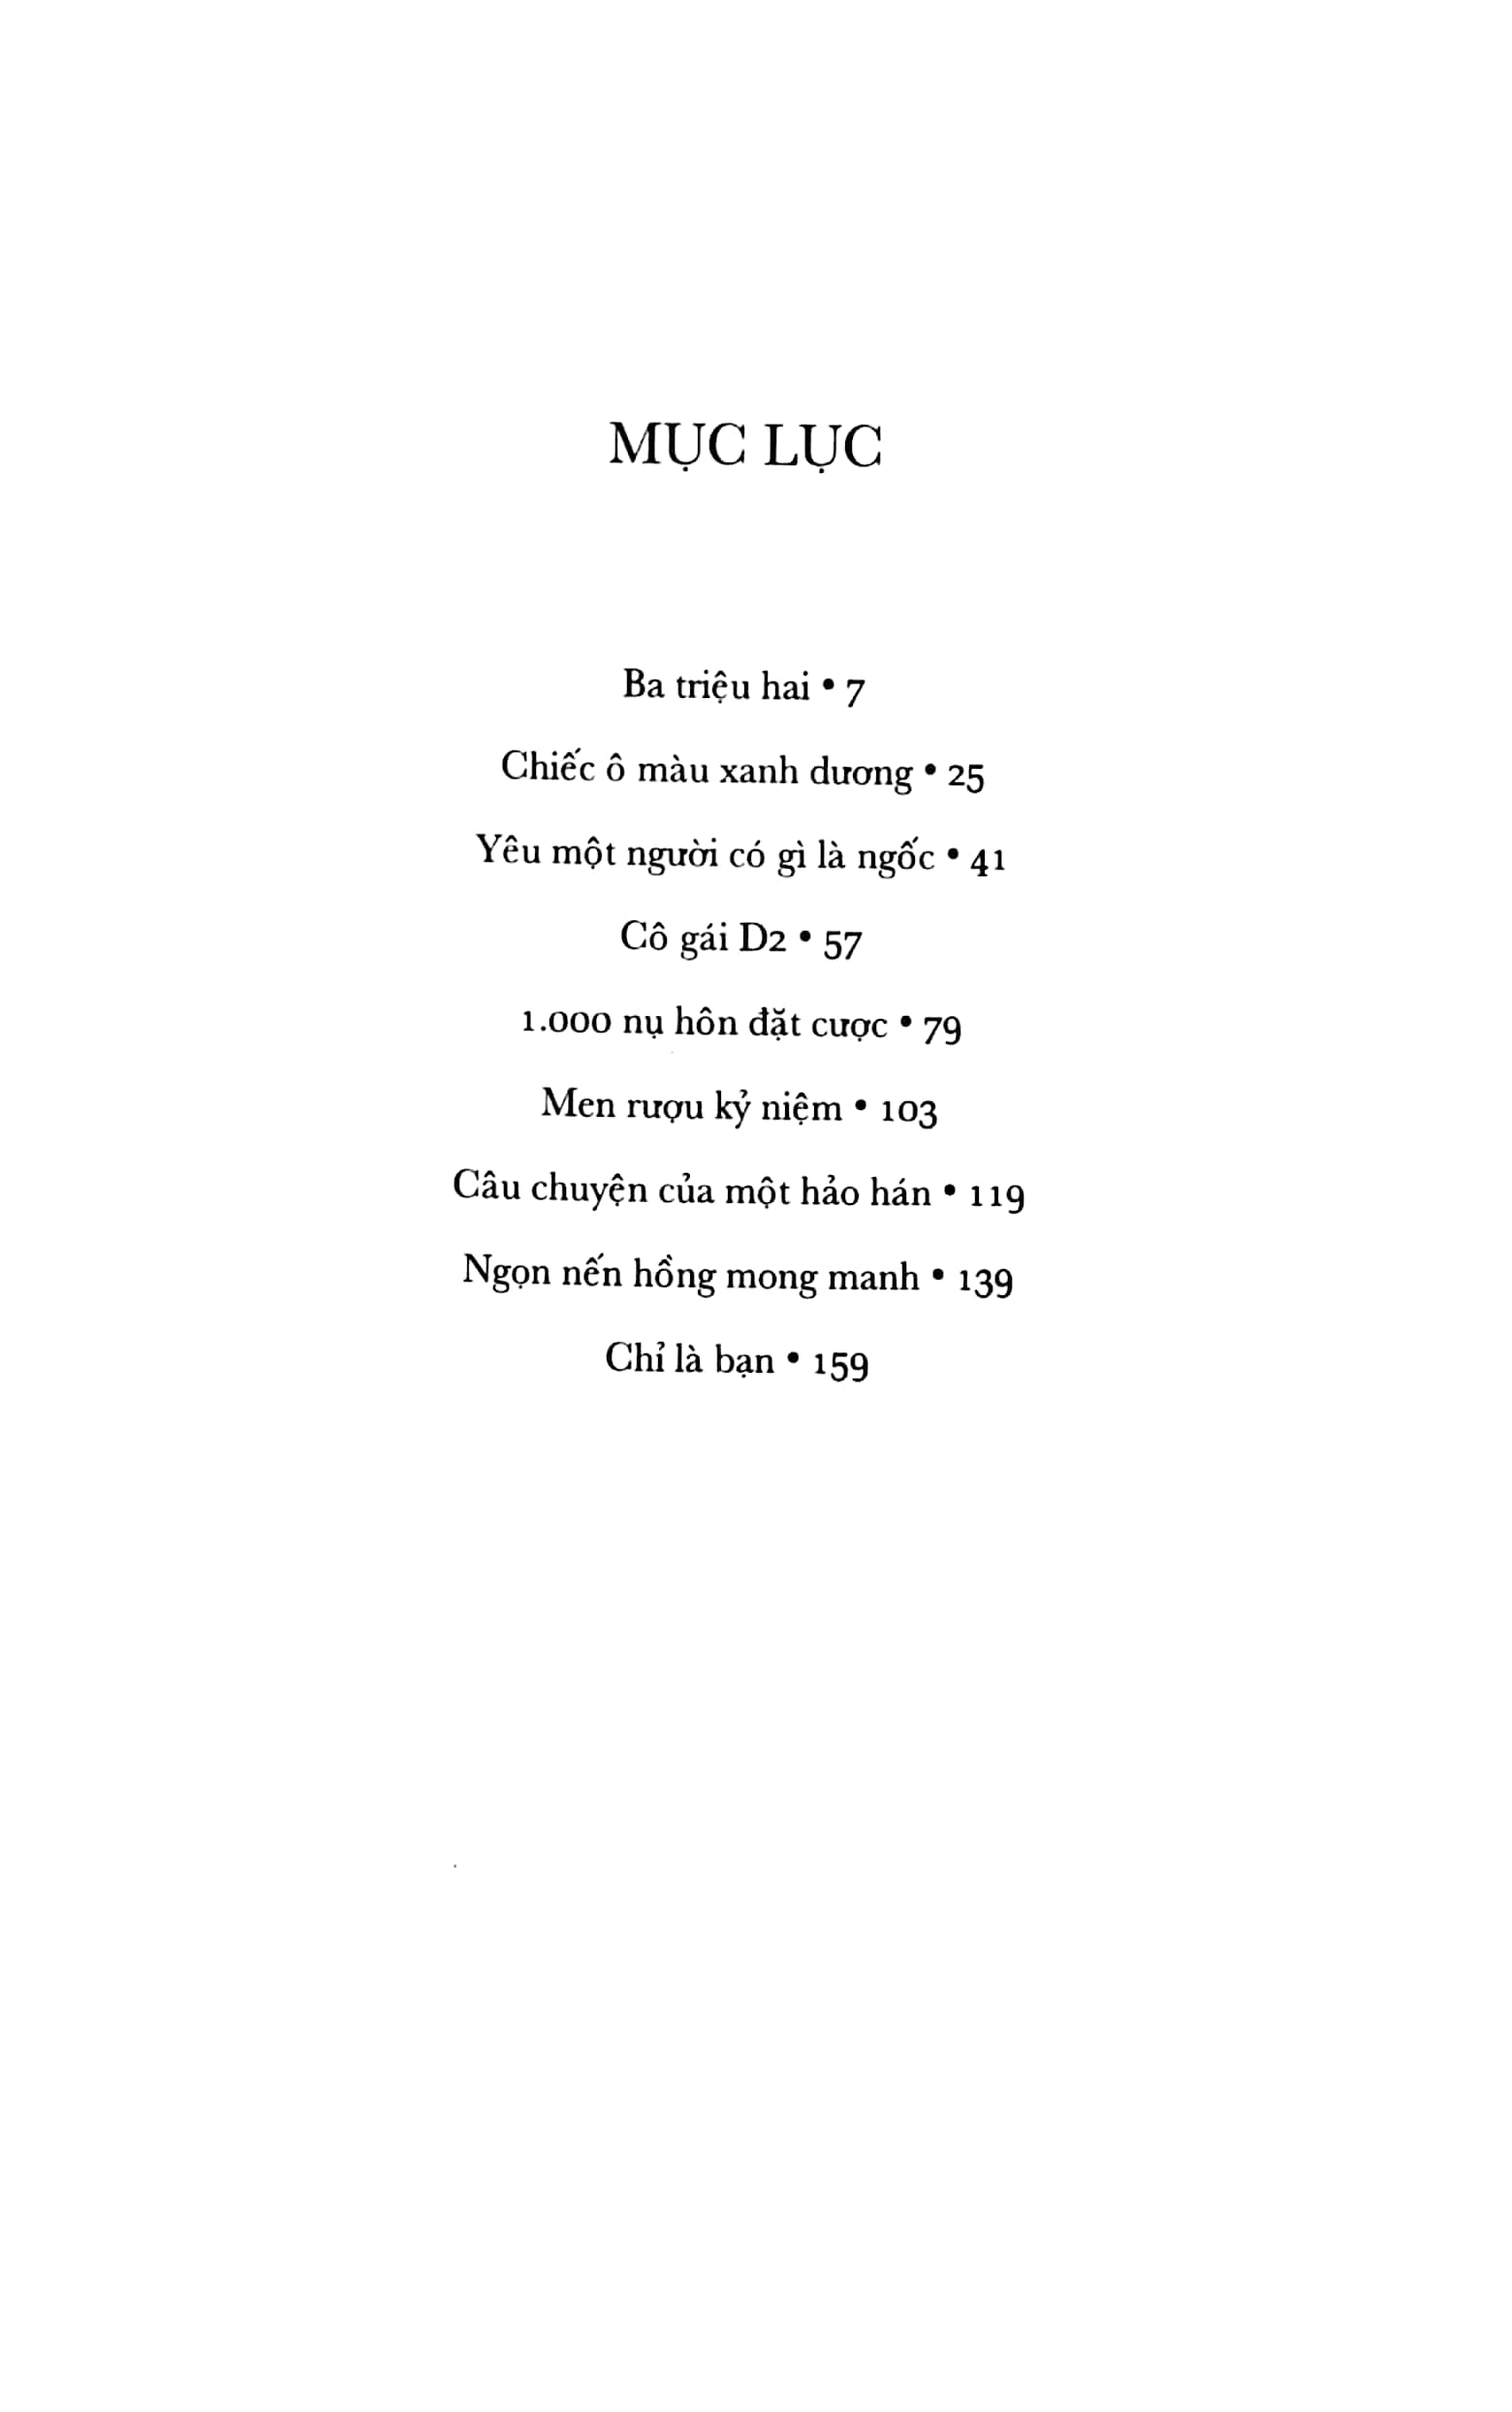 MỤC LỤC
Ba triệu hai • 7
Chiếc ô màu xanh dương • 25
Yêu một người có gì là ngốc • 41
Cô gái D2 • 57
1.000 nụ hôn đặt cược • 79
Men rượu kỷ niệm • 103
Câu chuyện của một hảo hán • 119
Ngọn nến hồng mong manh • 139
Chỉ là bạn • 159